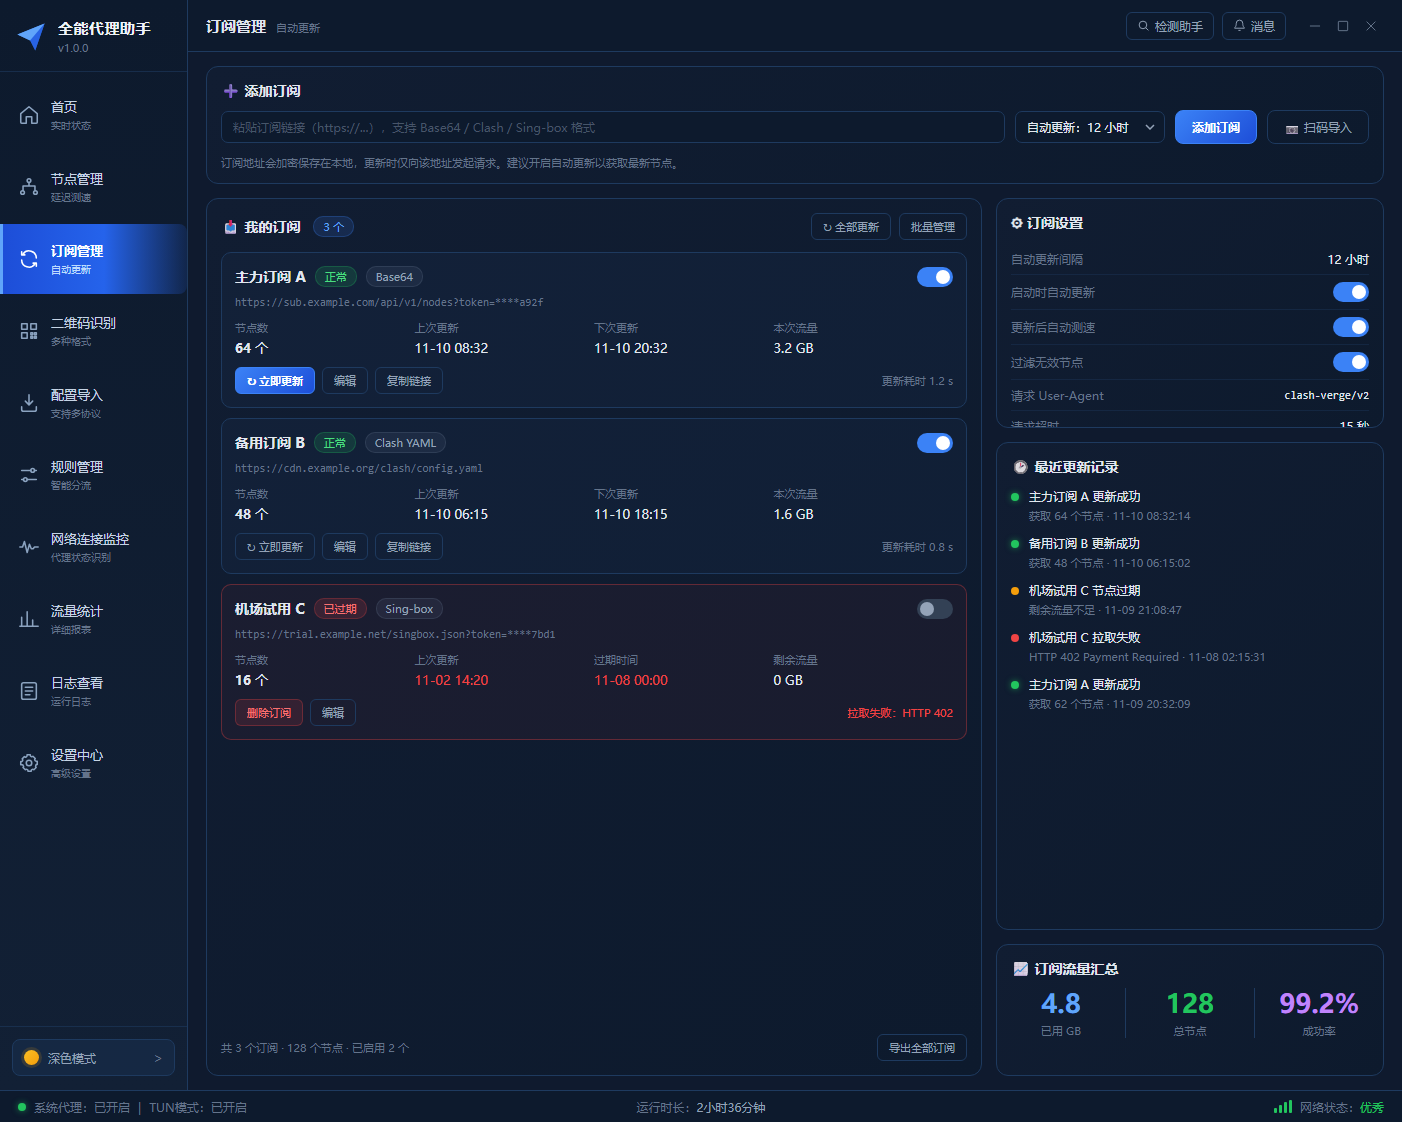 全能代理助手
v1.0.0
首页
实时状态
节点管理
延迟测速
订阅管理
自动更新
二维码识别
多种格式
配置导入
支持多协议
规则管理
智能分流
网络连接监控
代理状态识别
流量统计
详细报表
日志查看
运行日志
设置中心
高级设置
深色模式 >
订阅管理 自动更新
检测助手 消息
添加订阅
粘贴订阅链接（https://...），支持 Base64 / Clash / Sing-box 格式
自动更新：12 小时
添加订阅
扫码导入
订阅地址会加密保存在本地，更新时仅向该地址发起请求。建议开启自动更新以获取最新节点。
我的订阅 3 个
↻ 全部更新 批量管理
主力订阅 A 正常 Base64
https://sub.example.com/api/v1/nodes?token=****a92f
节点数 上次更新 下次更新 本次流量
64 个 11-10 08:32 11-10 20:32 3.2 GB
↻ 立即更新 编辑 复制链接 更新耗时 1.2 s
备用订阅 B 正常 Clash YAML
https://cdn.example.org/clash/config.yaml
节点数 上次更新 下次更新 本次流量
48 个 11-10 06:15 11-10 18:15 1.6 GB
↻ 立即更新 编辑 复制链接 更新耗时 0.8 s
机场试用 C 已过期 Sing-box
https://trial.example.net/singbox.json?token=****7bd1
节点数 上次更新 过期时间 剩余流量
16 个 11-02 14:20 11-08 00:00 0 GB
删除订阅 编辑 拉取失败：HTTP 402
共 3 个订阅 · 128 个节点 · 已启用 2 个
导出全部订阅
订阅设置
自动更新间隔 12 小时
启动时自动更新
更新后自动测速
过滤无效节点
请求 User-Agent clash-verge/v2
请求超时 15 秒
最近更新记录
主力订阅 A 更新成功
获取 64 个节点 · 11-10 08:32:14
备用订阅 B 更新成功
获取 48 个节点 · 11-10 06:15:02
机场试用 C 节点过期
剩余流量不足 · 11-09 21:08:47
机场试用 C 拉取失败
HTTP 402 Payment Required · 11-08 02:15:31
主力订阅 A 更新成功
获取 62 个节点 · 11-09 20:32:09
订阅流量汇总
4.8 128 99.2%
已用 GB 总节点 成功率
系统代理：已开启 | TUN模式：已开启
运行时长：2小时36分钟
网络状态：优秀